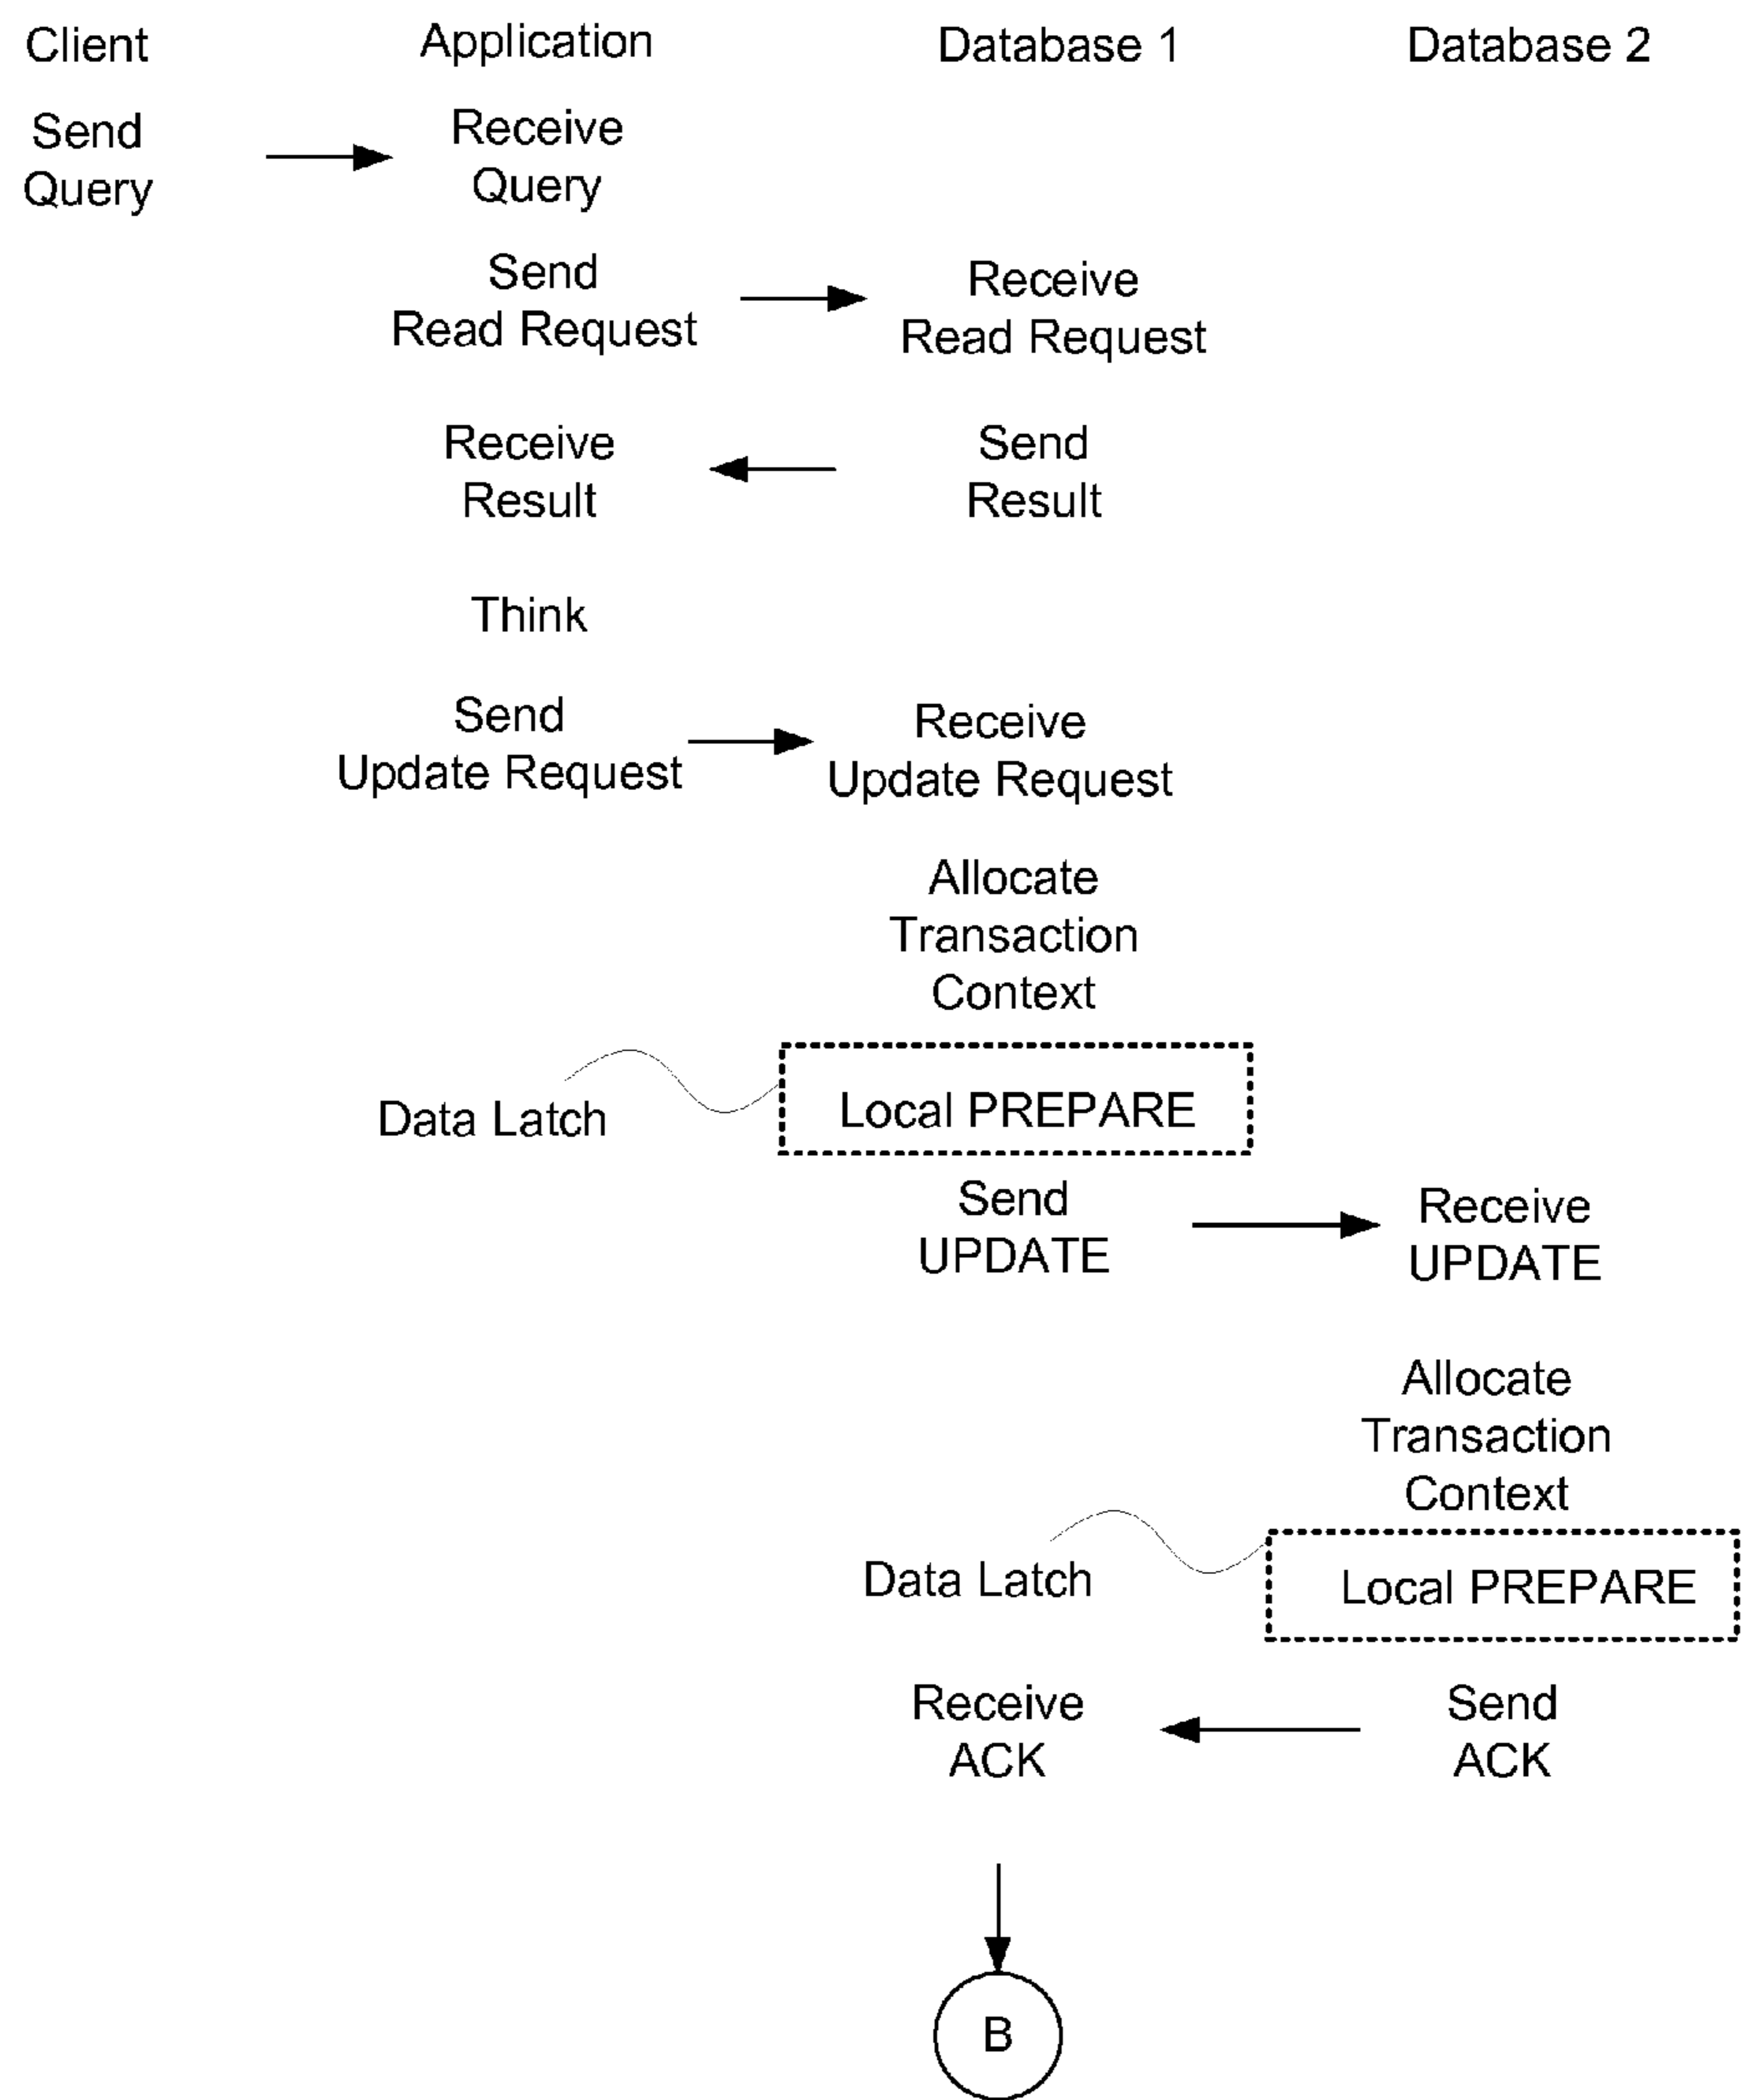 Client
Application
Database 1
Database 2
Send
Query
Receive
Query
Send
Read Request
Receive
Read Request
Receive
Result
Send
Result
Think
Send
Update Request
Receive
Update Request
Allocate
Transaction
Context
Data Latch
Local PREPARE
Send
UPDATE
Receive
UPDATE
Allocate
Transaction
Context
Data Latch
Local PREPARE
Receive
ACK
Send
ACK
B